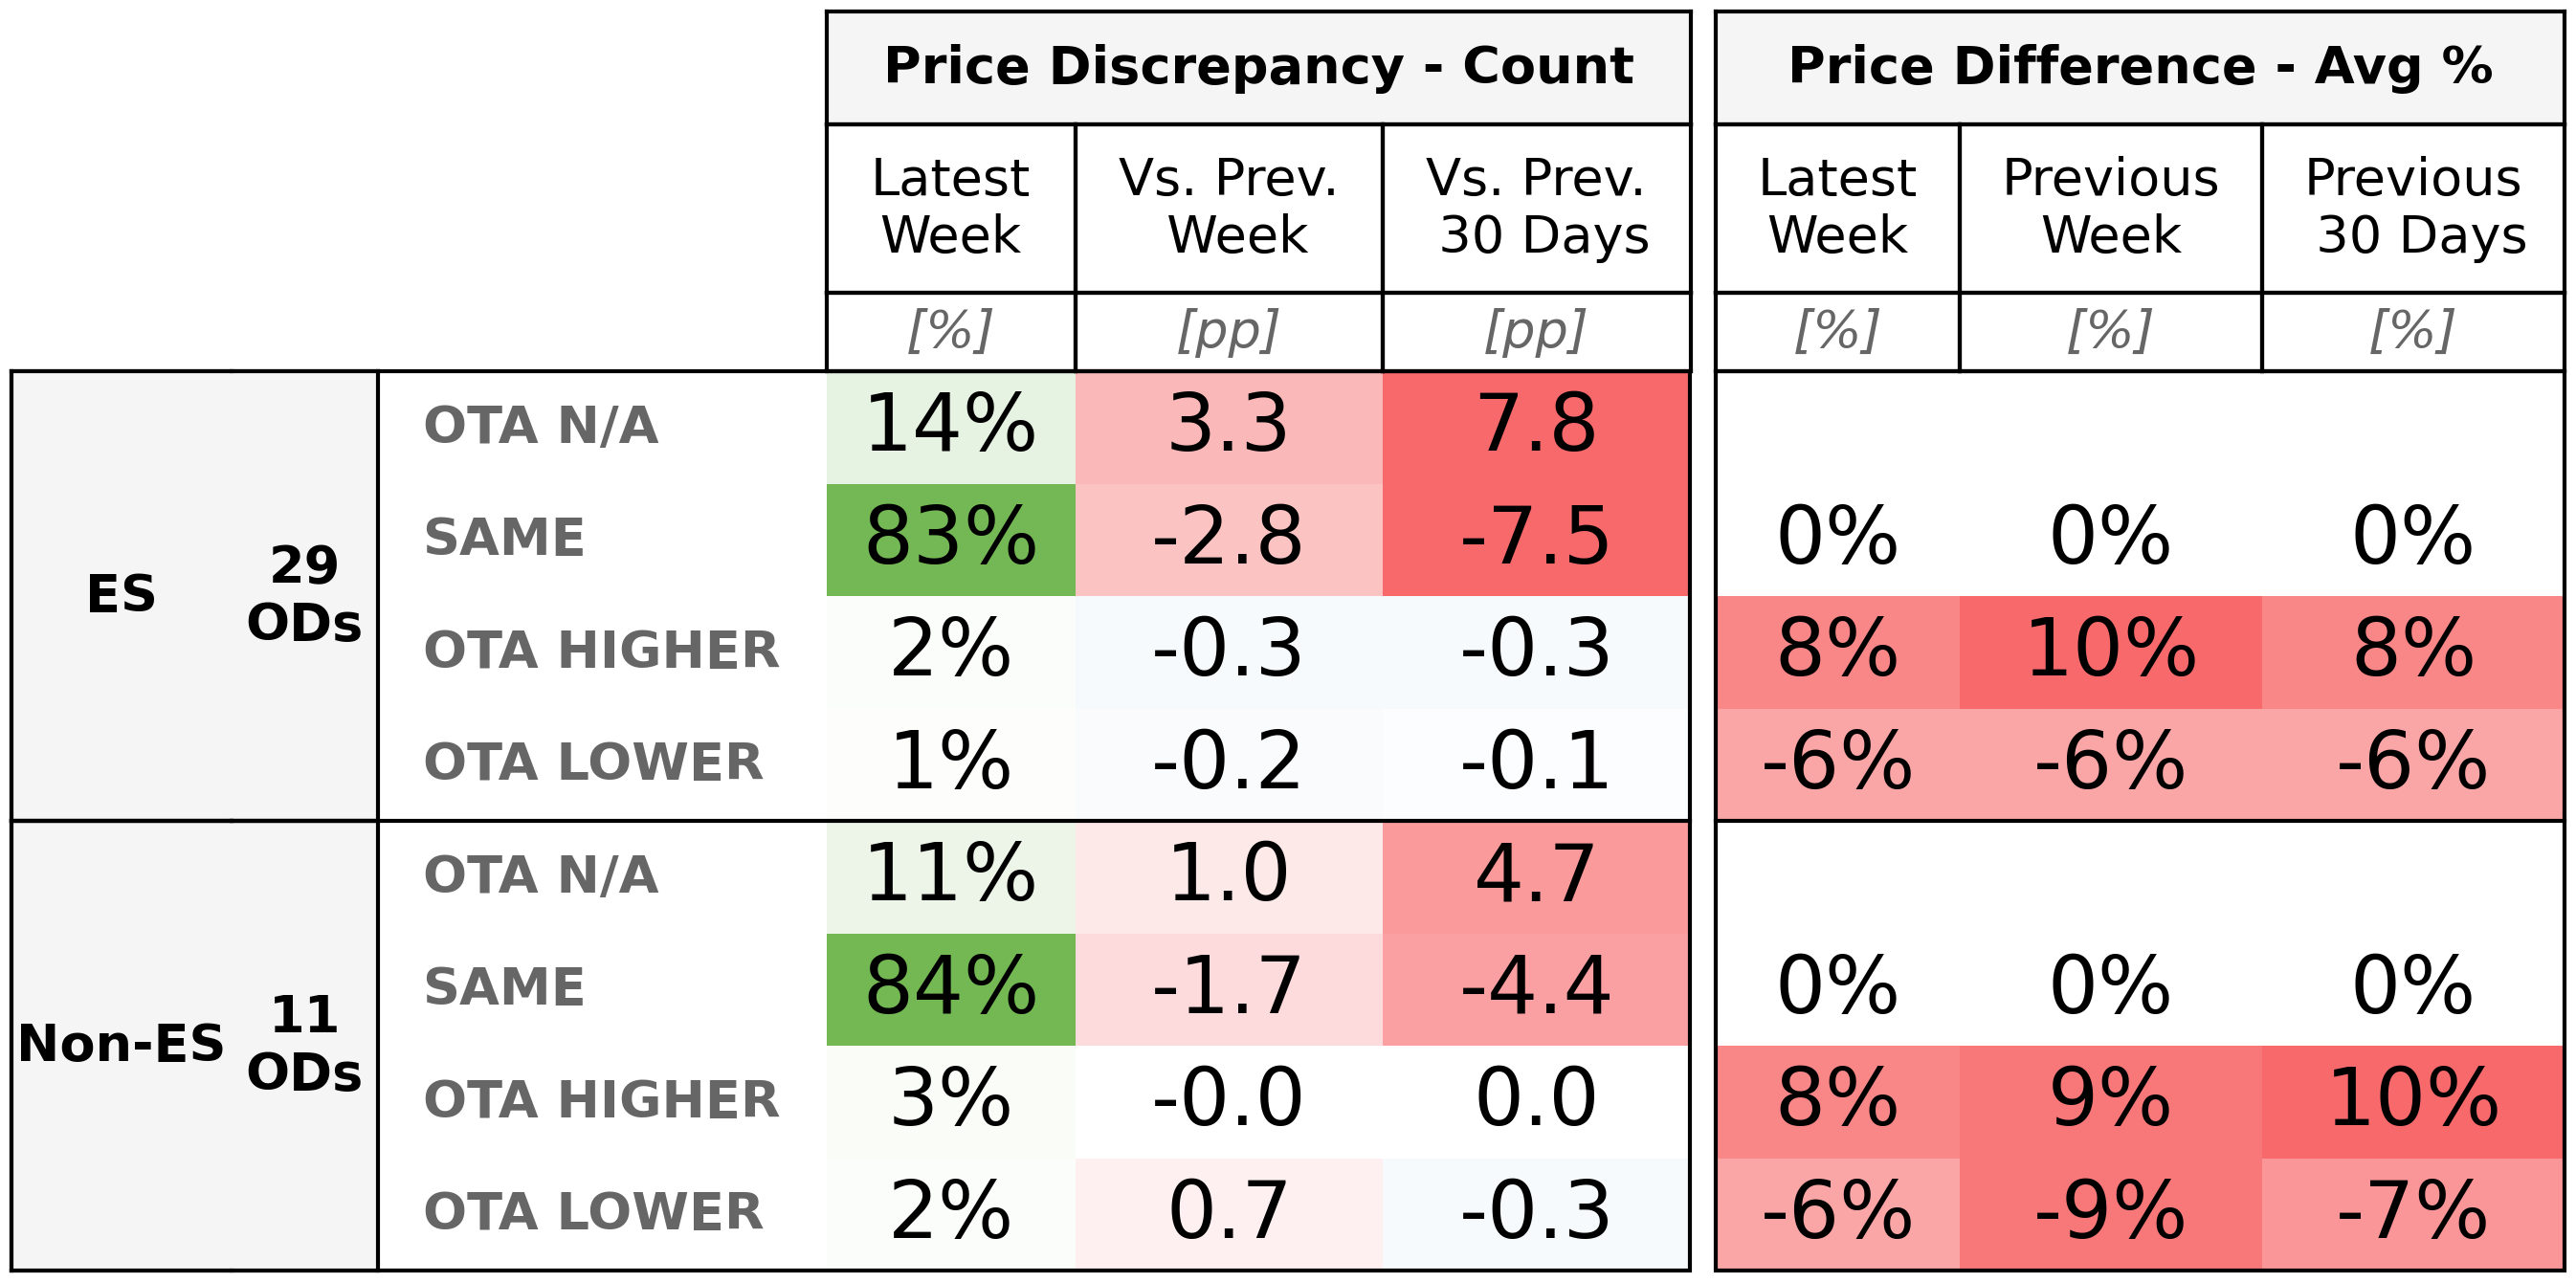 Price Discrepancy - Count Price Difference - Avg %
Latest Week Vs. Prev. Week Vs. Prev. 30 Days Latest Week Previous Week Previous 30 Days
[%] [pp] [pp] [%] [%] [%]
ES 29 ODs
OTA N/A 14% 3.3 7.8
SAME 83% -2.8 -7.5 0% 0% 0%
OTA HIGHER 2% -0.3 -0.3 8% 10% 8%
OTA LOWER 1% -0.2 -0.1 -6% -6% -6%
Non-ES 11 ODs
OTA N/A 11% 1.0 4.7
SAME 84% -1.7 -4.4 0% 0% 0%
OTA HIGHER 3% -0.0 0.0 8% 9% 10%
OTA LOWER 2% 0.7 -0.3 -6% -9% -7%